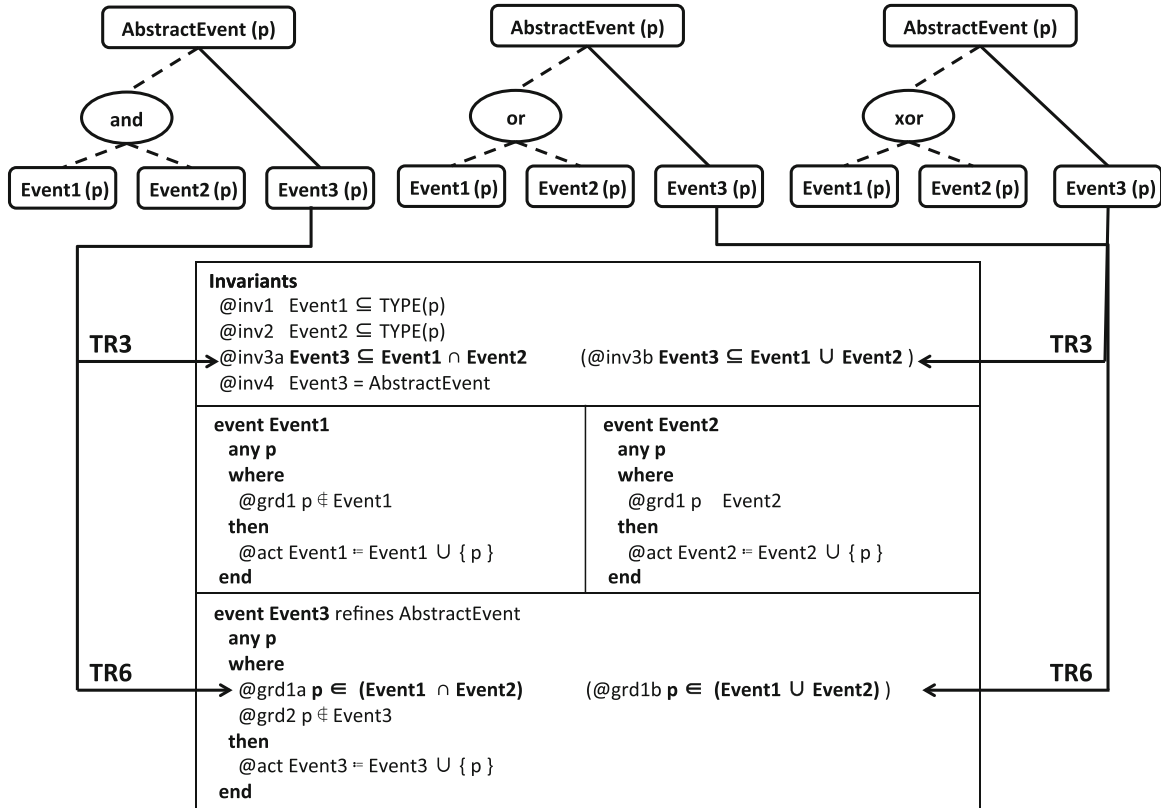 AbstractEvent (p)
AbstractEvent (p)
AbstractEvent (p)
and
or
xor
Event1 (p)
Event2 (p)
Event3 (p)
Event1 (p)
Event2 (p)
Event3 (p)
Event1 (p)
Event2 (p)
Event3 (p)
Invariants
@inv1 Event1 ⊆ TYPE(p)
@inv2 Event2 ⊆ TYPE(p)
TR3
@inv3a Event3 ⊆ Event1 ∩ Event2 (@inv3b Event3 ⊆ Event1 ∪ Event2 )
TR3
@inv4 Event3 = AbstractEvent
event Event1
any p
where
@grd1 p ∉ Event1
then
@act Event1 ≔ Event1 ∪ { p }
end
event Event2
any p
where
@grd1 p Event2
then
@act Event2 ≔ Event2 ∪ { p }
end
event Event3 refines AbstractEvent
any p
where
TR6
@grd1a p ∈ (Event1 ∩ Event2) (@grd1b p ∈ (Event1 ∪ Event2) )
TR6
@grd2 p ∉ Event3
then
@act Event3 ≔ Event3 ∪ { p }
end